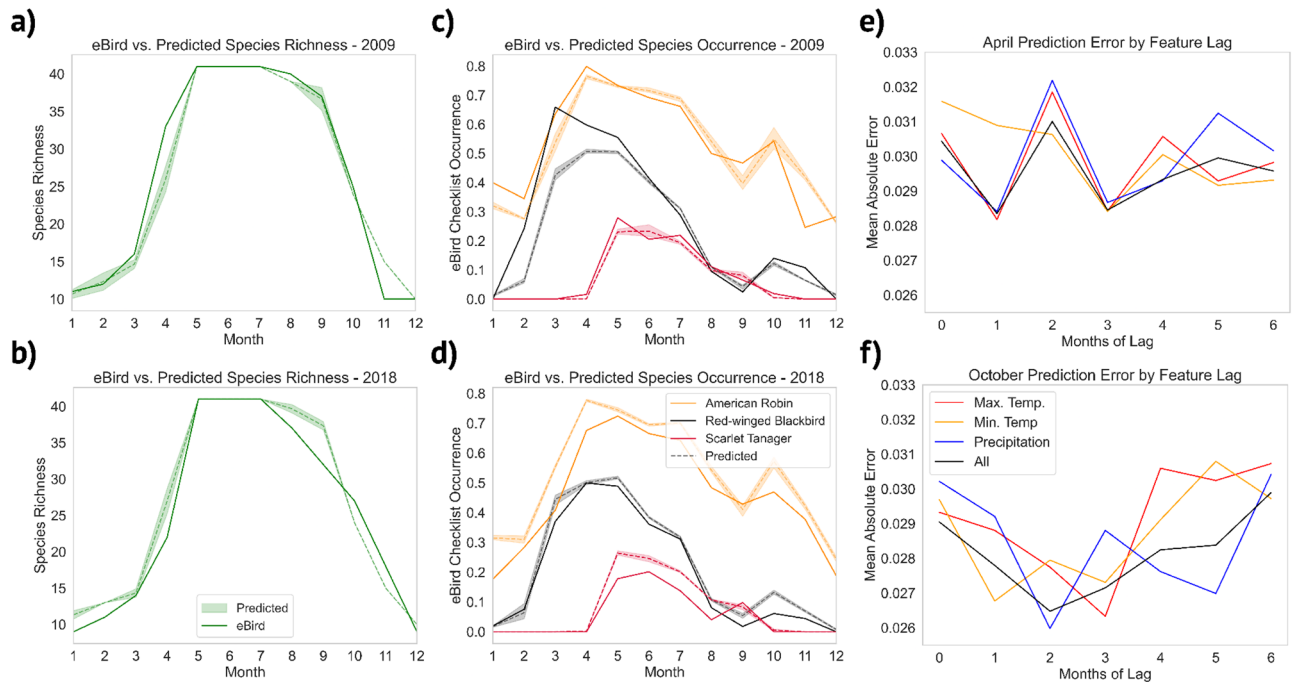 a)
eBird vs. Predicted Species Richness - 2009
Species Richness
40
35
30
25
20
15
10
1 2 3 4 5 6 7 8 9 10 11 12
Month
b)
eBird vs. Predicted Species Richness - 2018
Species Richness
40
35
30
25
20
15
10
Predicted
eBird
1 2 3 4 5 6 7 8 9 10 11 12
Month
c)
eBird vs. Predicted Species Occurrence - 2009
eBird Checklist Occurrence
0.8
0.7
0.6
0.5
0.4
0.3
0.2
0.1
0.0
1 2 3 4 5 6 7 8 9 10 11 12
Month
d)
eBird vs. Predicted Species Occurrence - 2018
eBird Checklist Occurrence
0.8
0.7
0.6
0.5
0.4
0.3
0.2
0.1
0.0
American Robin
Red-winged Blackbird
Scarlet Tanager
Predicted
1 2 3 4 5 6 7 8 9 10 11 12
Month
e)
April Prediction Error by Feature Lag
Mean Absolute Error
0.033
0.032
0.031
0.030
0.029
0.028
0.027
0.026
0 1 2 3 4 5 6
Months of Lag
f)
October Prediction Error by Feature Lag
Mean Absolute Error
0.033
0.032
0.031
0.030
0.029
0.028
0.027
0.026
Max. Temp.
Min. Temp
Precipitation
All
0 1 2 3 4 5 6
Months of Lag